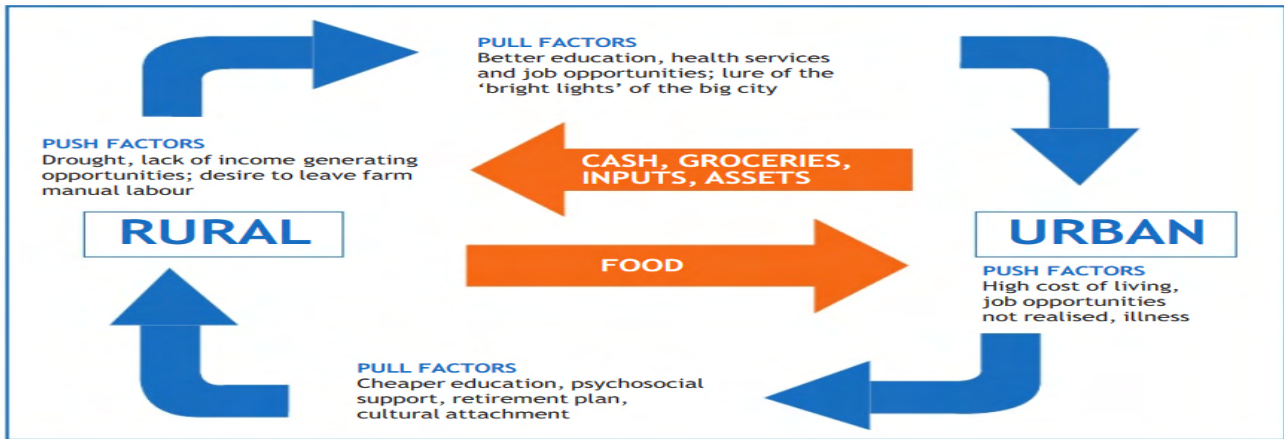 PULL FACTORS
Better education, health services
and job opportunities; lure of the
‘bright lights’ of the big city
PUSH FACTORS
Drought, lack of income generating
opportunities; desire to leave farm
manual labour
CASH, GROCERIES,
INPUTS, ASSETS
RURAL
URBAN
FOOD
PUSH FACTORS
High cost of living,
job opportunities
not realised, illness
PULL FACTORS
Cheaper education, psychosocial
support, retirement plan,
cultural attachment